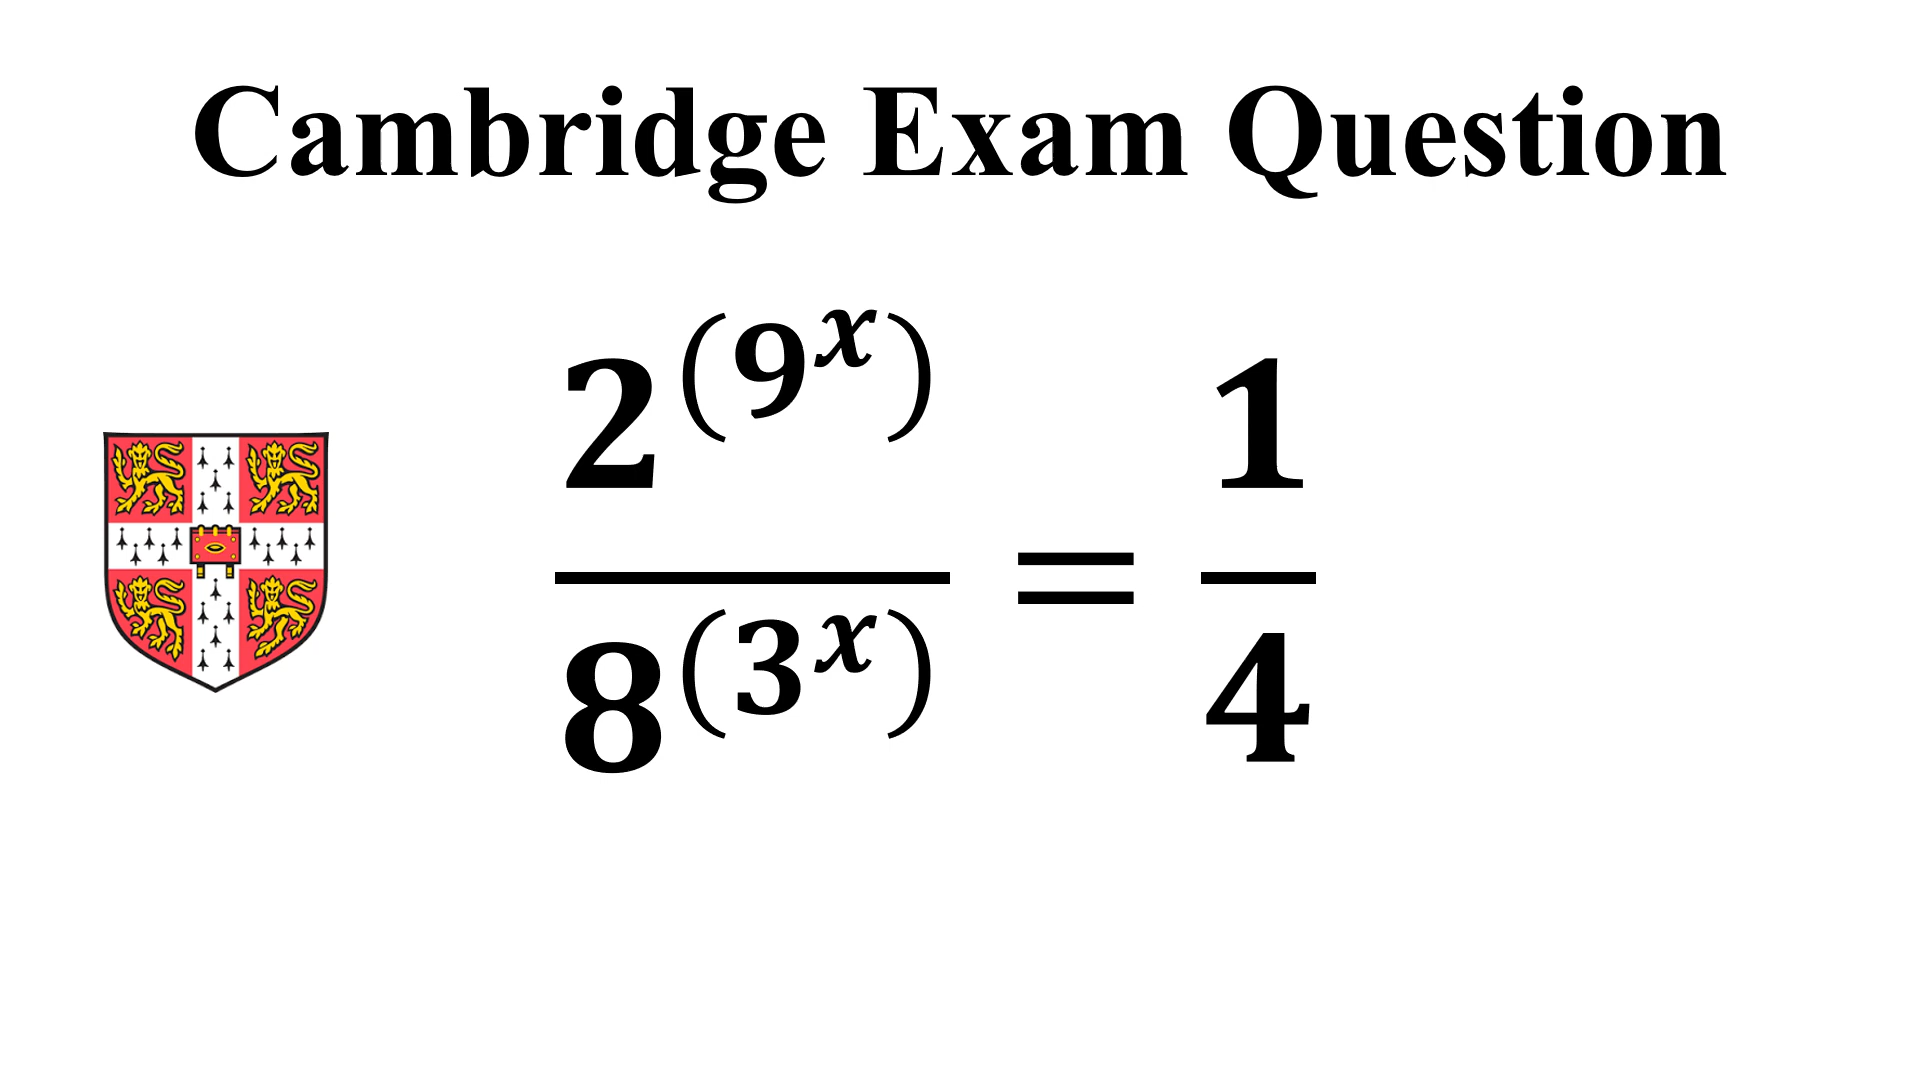 Cambridge Exam Question
2^(9^x) / 8^(3^x) = 1/4